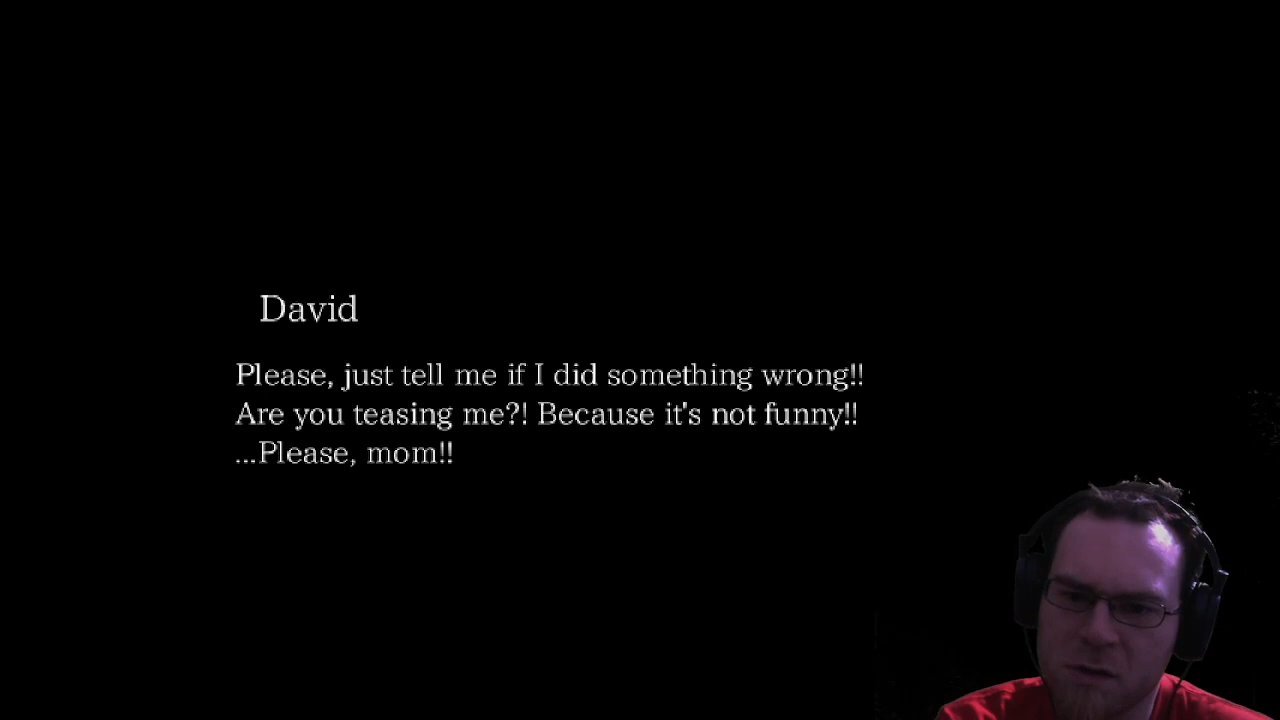 David
Please, just tell me if I did something wrong!!
Are you teasing me?! Because it's not funny!!
...Please, mom!!